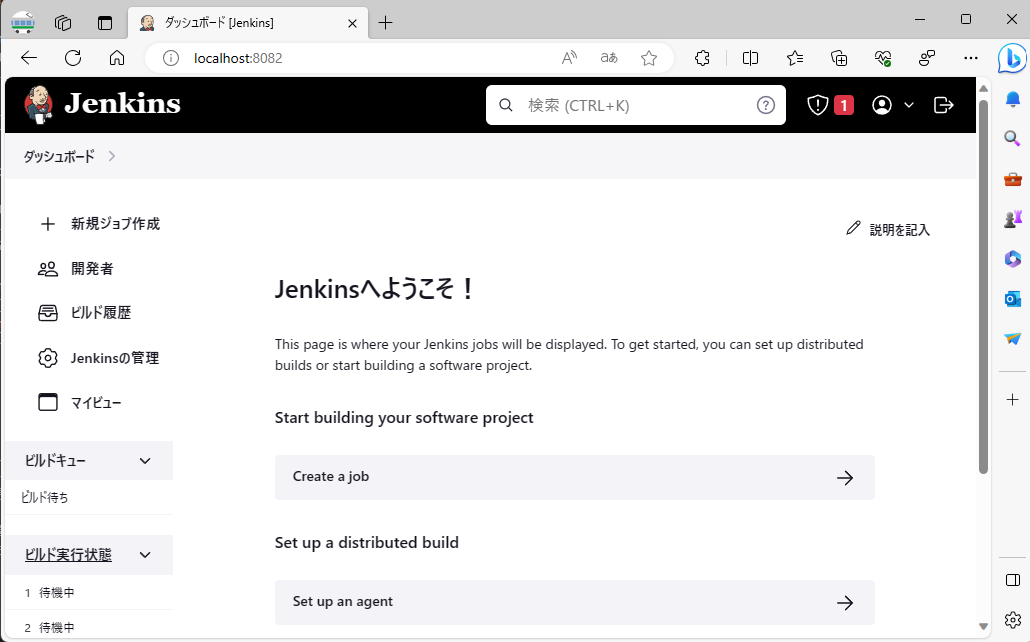 ダッシュボード [Jenkins]
localhost:8082
Jenkins
検索 (CTRL+K)
1
ダッシュボード
新規ジョブ作成
説明を記入
開発者
ビルド履歴
Jenkinsの管理
マイビュー
Jenkinsへようこそ！
This page is where your Jenkins jobs will be displayed. To get started, you can set up distributed
builds or start building a software project.
Start building your software project
Create a job
Set up a distributed build
Set up an agent
ビルドキュー
ビルド待ち
ビルド実行状態
1 待機中
2 待機中